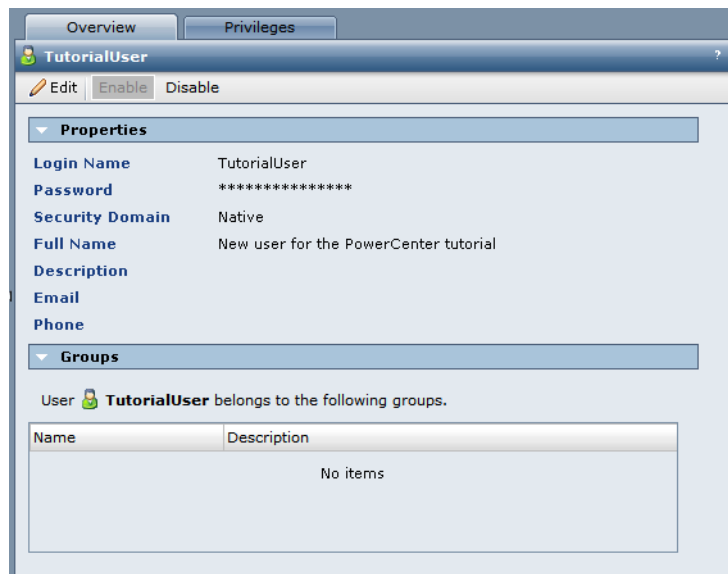 Overview Privileges
TutorialUser ?
Edit Enable Disable
Properties
Login Name TutorialUser
Password ***************
Security Domain Native
Full Name New user for the PowerCenter tutorial
Description
Email
Phone
Groups
User TutorialUser belongs to the following groups.
Name Description
No items